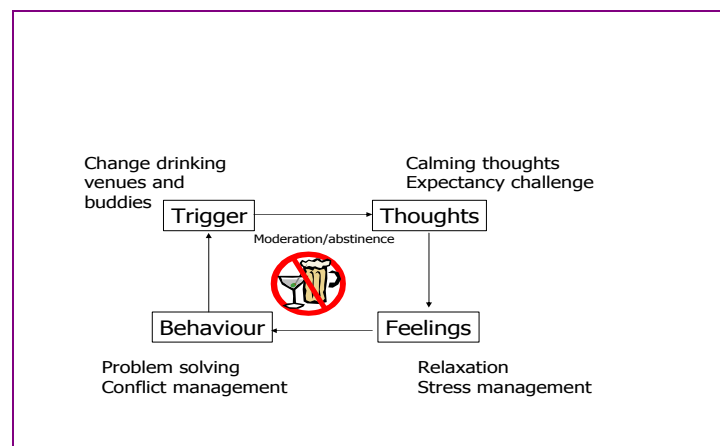 Change drinking
venues and
buddies
Calming thoughts
Expectancy challenge
Trigger
Thoughts
Moderation/abstinence
Behaviour
Feelings
Problem solving
Conflict management
Relaxation
Stress management